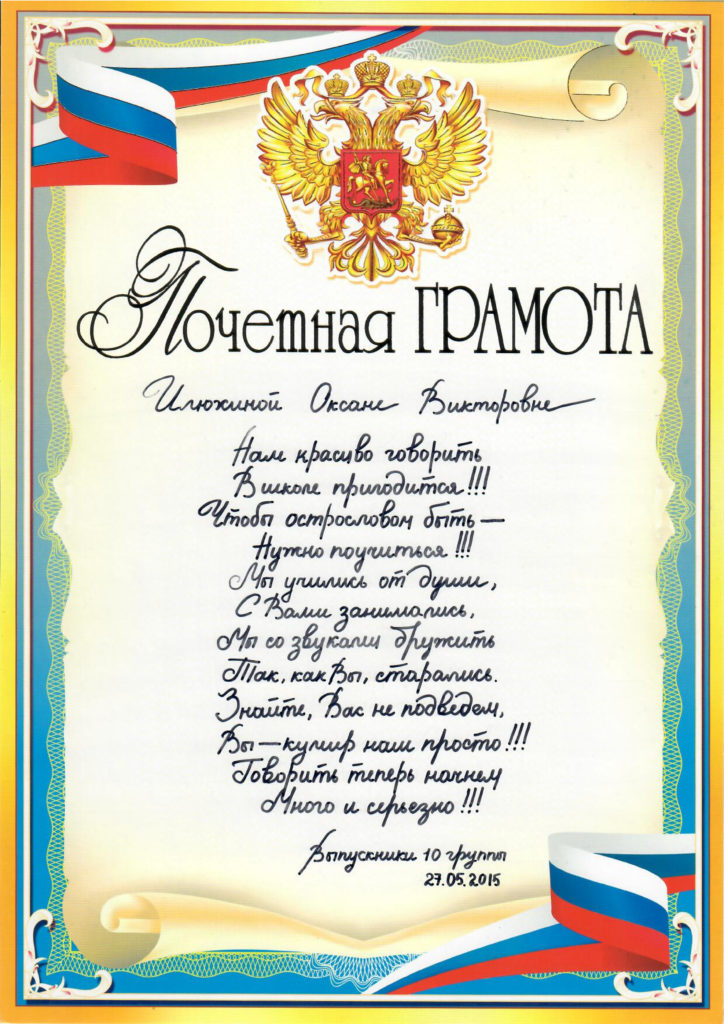 Почетная ГРАМОТА
Илюжиной Оксане Викторовне
Нам красиво говорить
В школе пригодится!!!
Чтобы острословом быть —
Нужно поучиться!!!
Мы учились от души,
С Вами занимались,
Мы со звуками дружить
Так, как Вы, старались.
Знайте, Вас не подведем,
Вы — кумир наш просто!!!
Говорить теперь начнем
Много и серьезно!!!
Выпускники 10 группы
27.05.2015